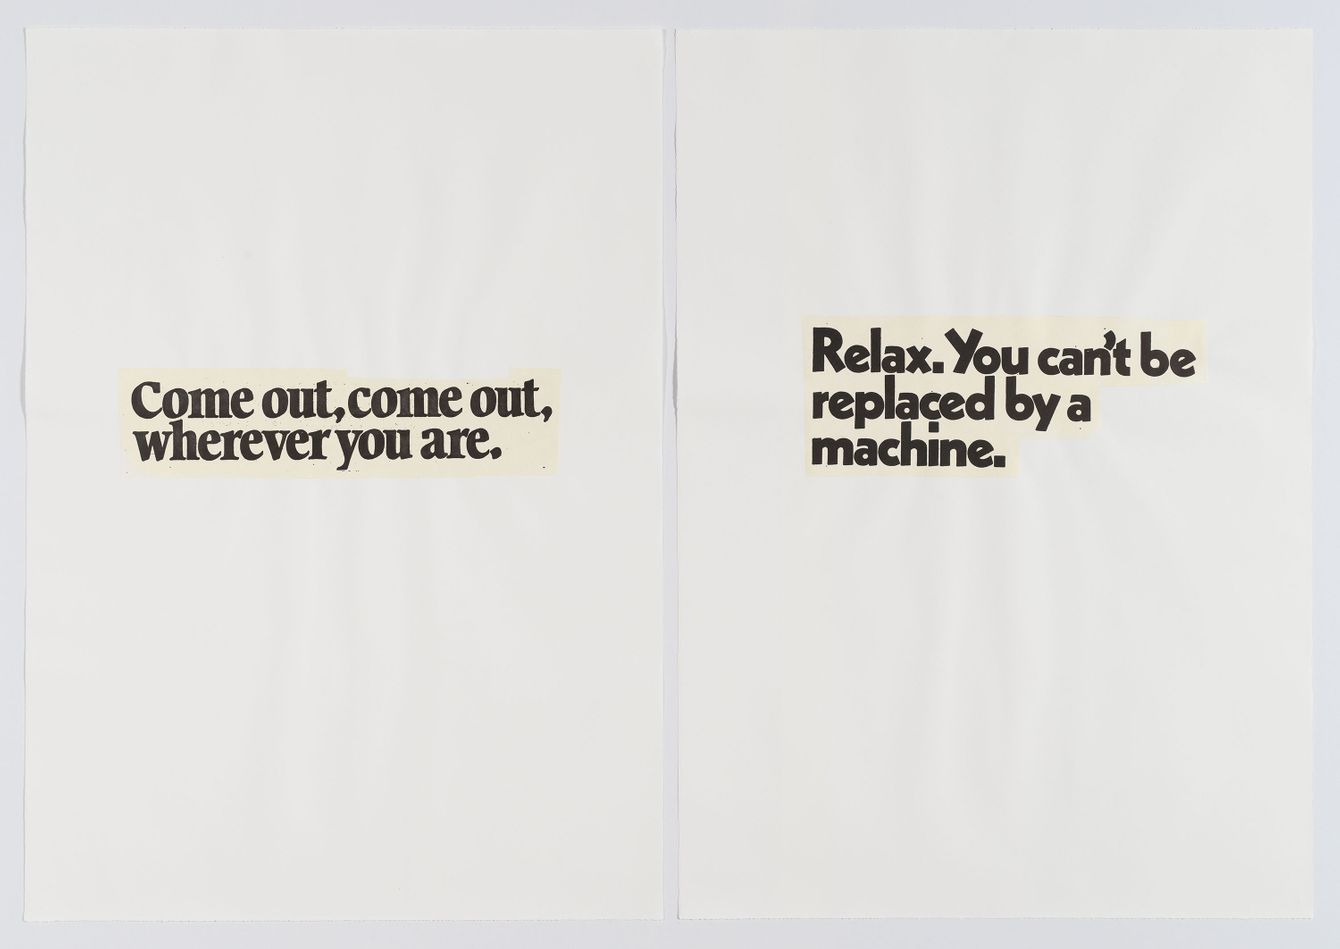 Come out, come out,
wherever you are.
Relax. You can't be
replaced by a
machine.